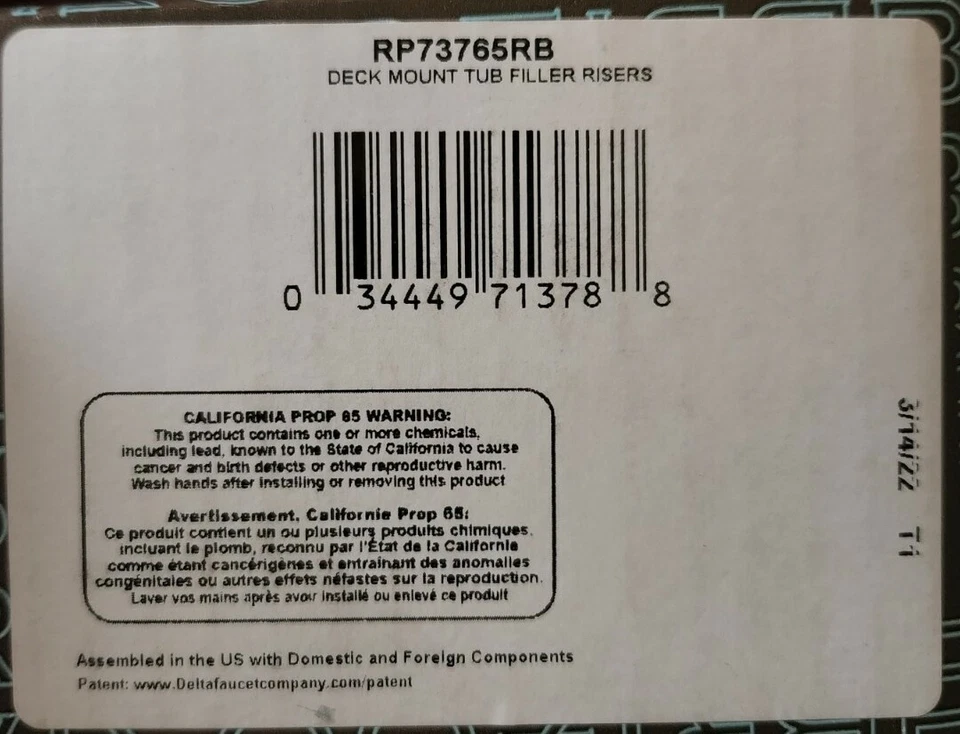 RP73765RB
DECK MOUNT TUB FILLER RISERS
0 34449 71378 8
CALIFORNIA PROP 65 WARNING:
This product contains one or more chemicals,
including lead, known to the State of California to cause
cancer and birth defects or other reproductive harm.
Wash hands after installing or removing this product
Avertissement, Californie Prop 65:
Ce produit contient un ou plusieurs produits chimiques,
incluant le plomb, reconnu par l'État de la Californie
comme étant cancérigènes et entraînant des anomalies
congénitales ou autres effets néfastes sur la reproduction.
Laver vos mains après avoir installé ou enlevé ce produit
3/14/22 T1
Assembled in the US with Domestic and Foreign Components
Patent: www.Deltafaucetcompany.com/patent